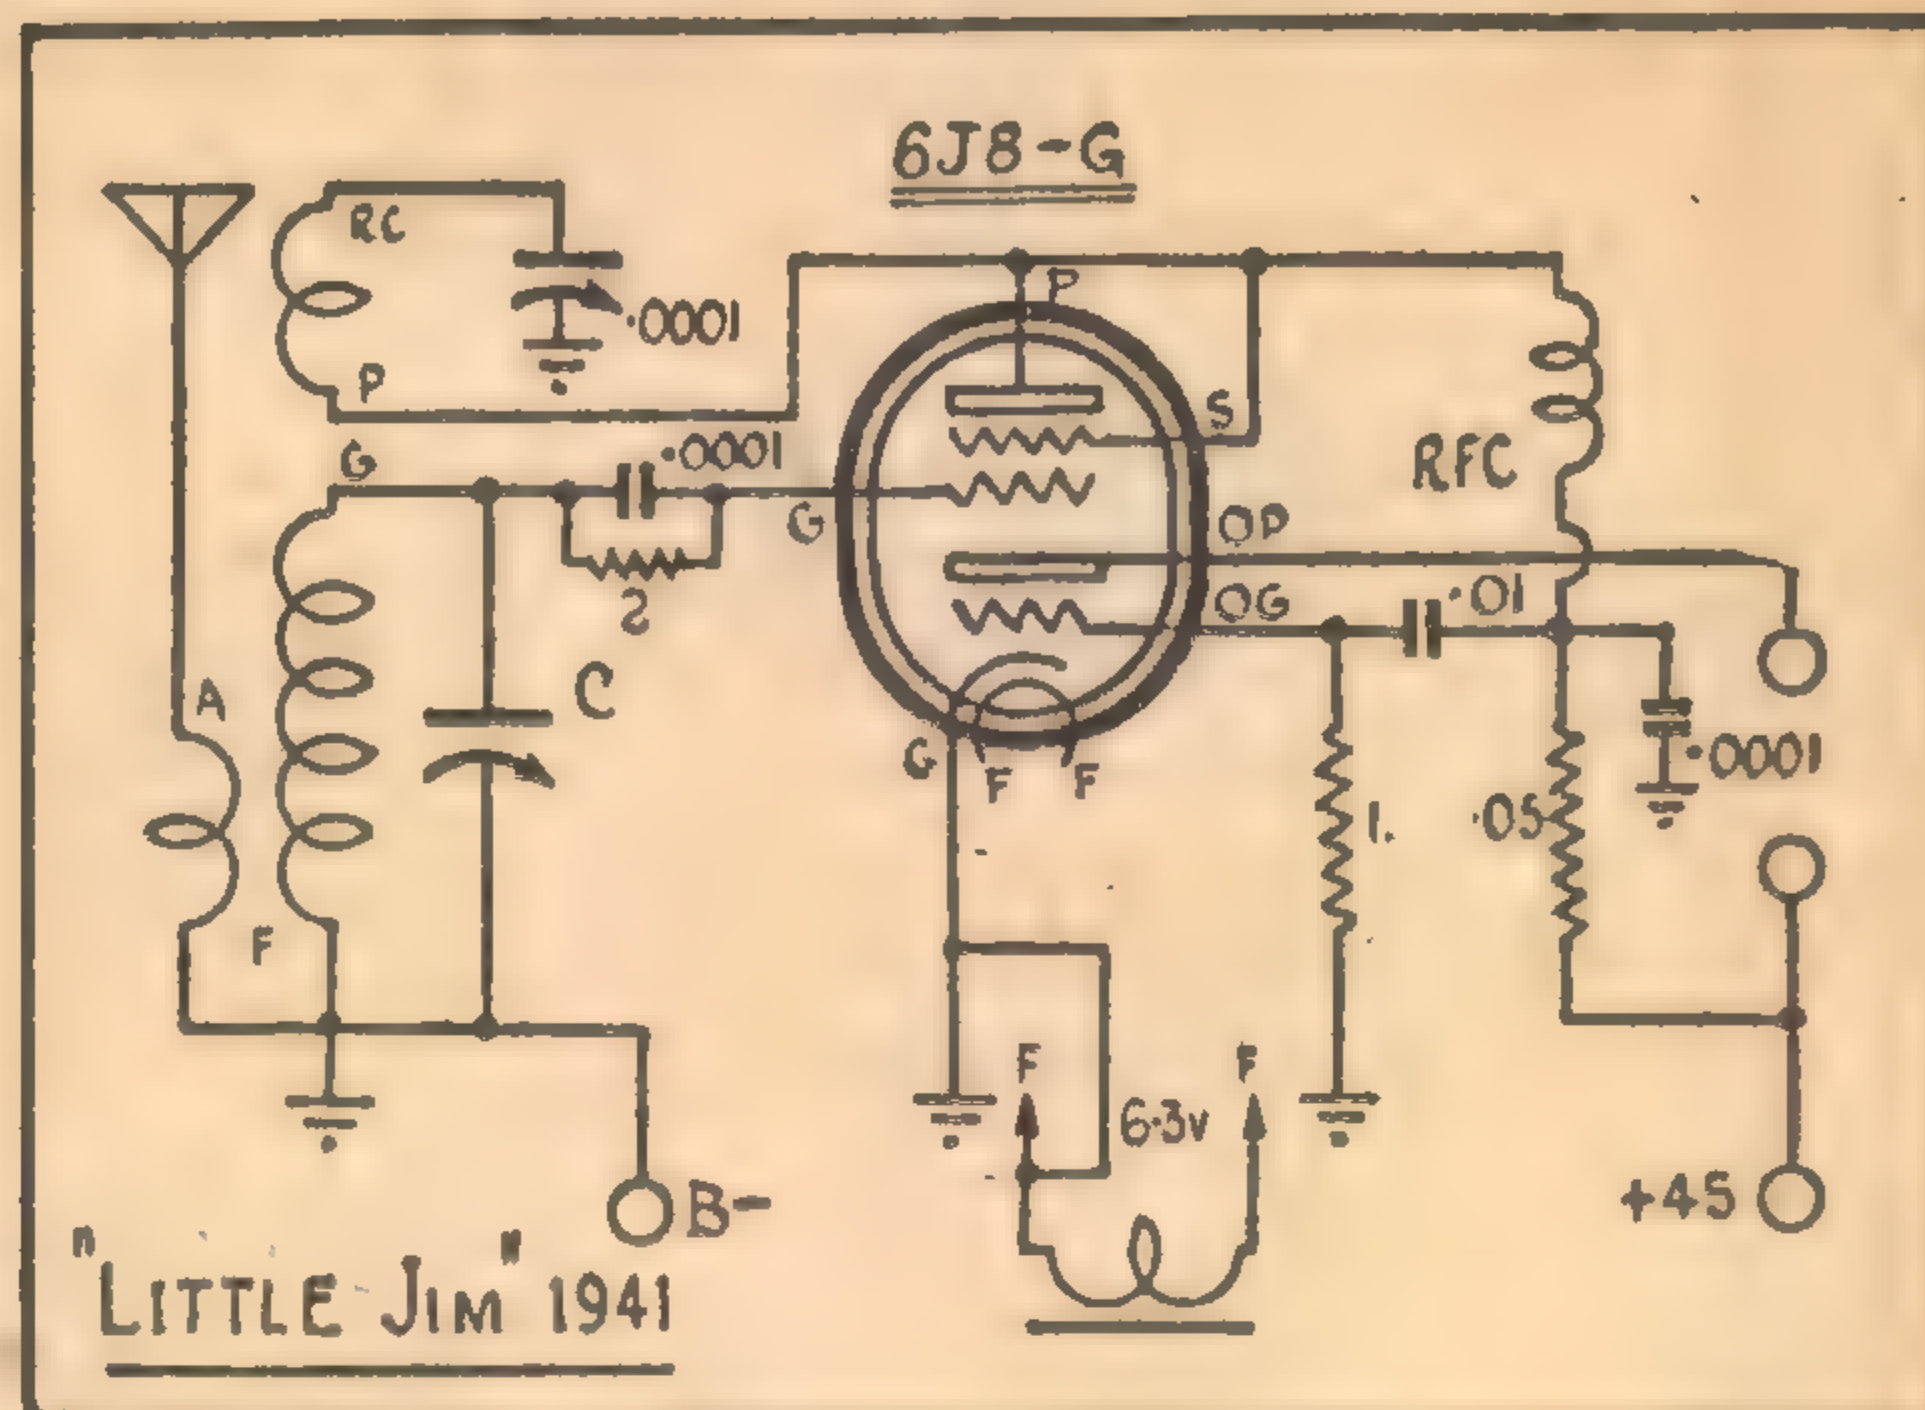 6J8-G
RC
.0001
P
P
G
.0001
S
G
RFC
OP
2
OG
.01
A
C
G
F
F
.0001
1.
.05
F
F
F
6.3v
B-
+45
"LITTLE JIM" 1941